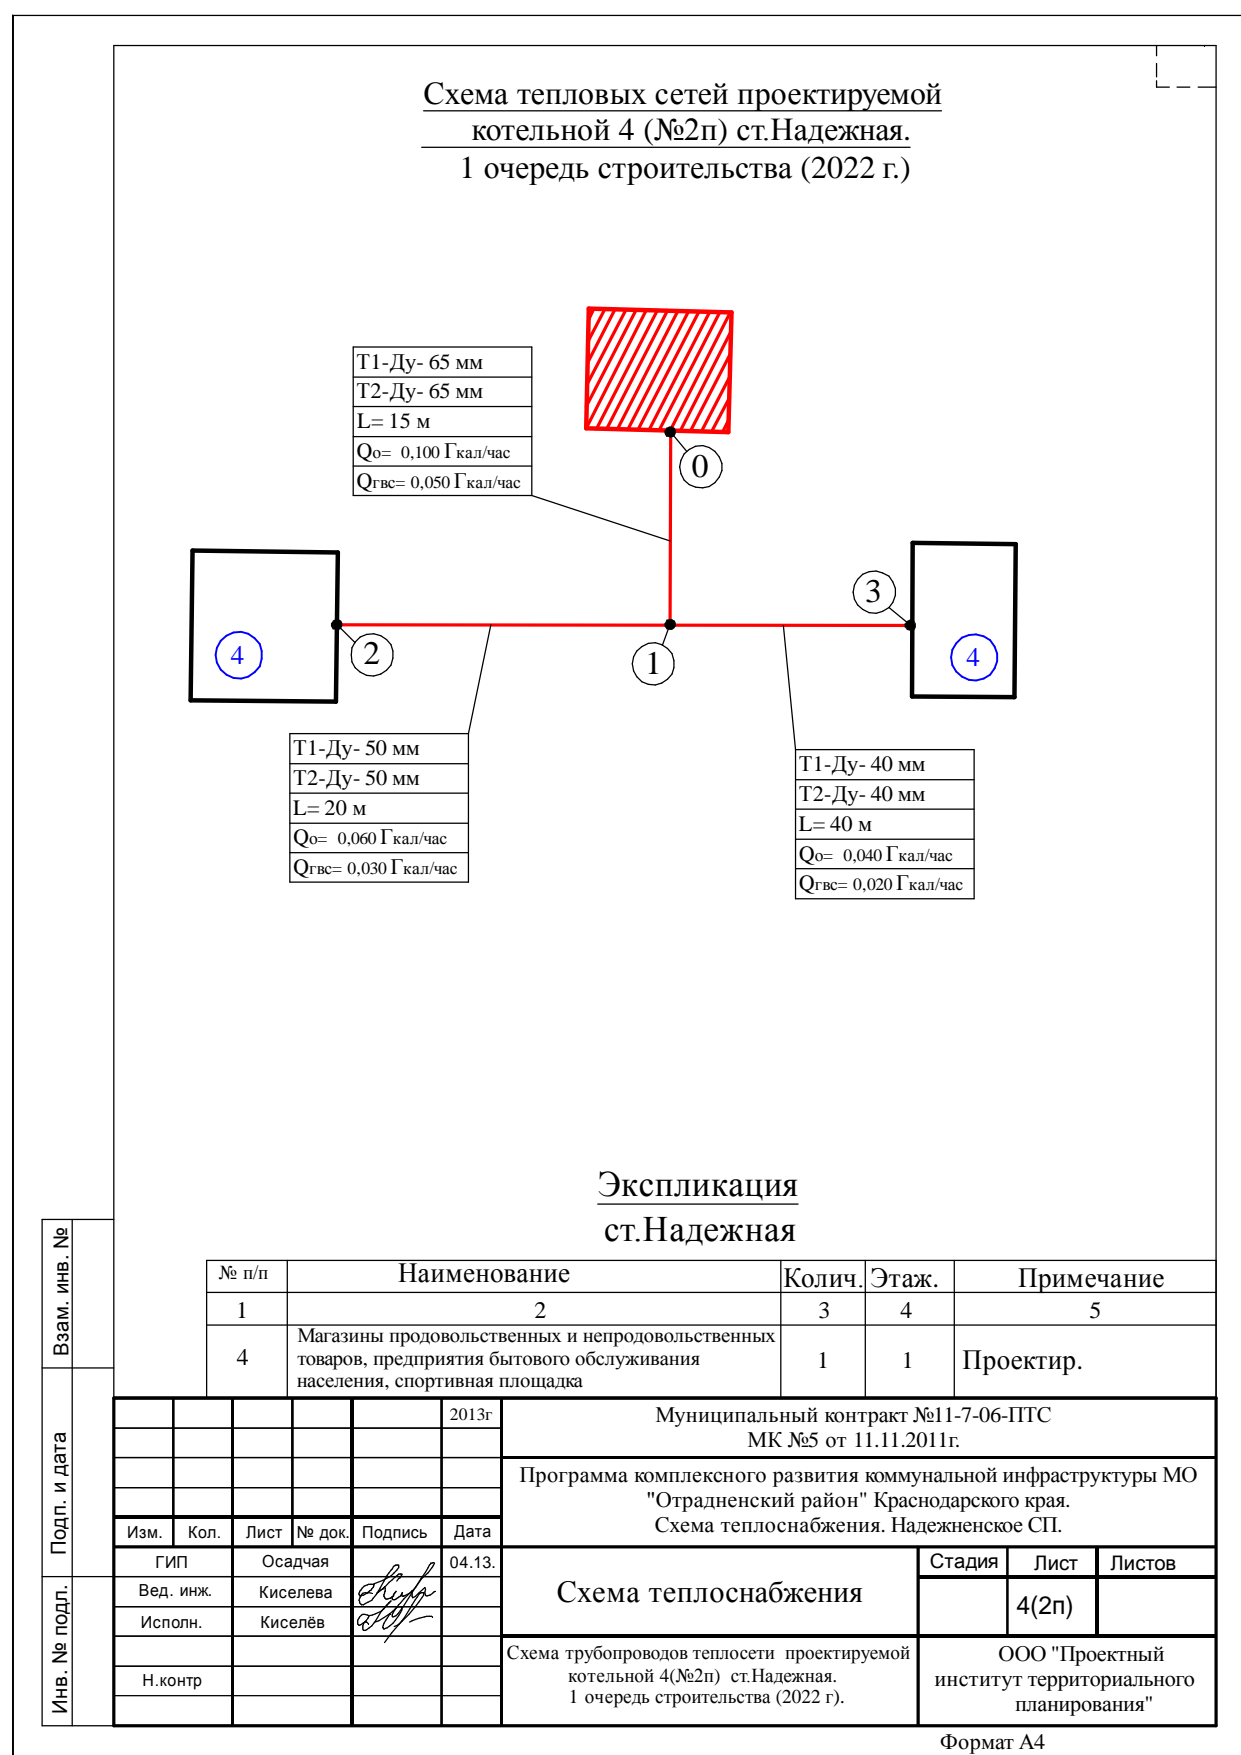 Схема тепловых сетей проектируемой
котельной 4 (№2п) ст.Надежная.
1 очередь строительства (2022 г.)
Т1-Ду- 65 мм
Т2-Ду- 65 мм
L= 15 м
Qо= 0,100 Гкал/час
Qгвс= 0,050 Гкал/час
0
3
4
2
1
4
Т1-Ду- 50 мм
Т2-Ду- 50 мм
L= 20 м
Qо= 0,060 Гкал/час
Qгвс= 0,030 Гкал/час
Т1-Ду- 40 мм
Т2-Ду- 40 мм
L= 40 м
Qо= 0,040 Гкал/час
Qгвс= 0,020 Гкал/час
Экспликация
ст.Надежная
№ п/п Наименование Колич. Этаж. Примечание
1 2 3 4 5
4 Магазины продовольственных и непродовольственных
товаров, предприятия бытового обслуживания
населения, спортивная площадка
1 1 Проектир.
Взам. инв. №
Подп. и дата
Инв. № подл.
2013г
Муниципальный контракт №11-7-06-ПТС
МК №5 от 11.11.2011г.
Программа комплексного развития коммунальной инфраструктуры МО
"Отрадненский район" Краснодарского края.
Схема теплоснабжения. Надежненское СП.
Изм. Кол. Лист № док. Подпись Дата
ГИП Осадчая 04.13.
Вед. инж. Киселева
Исполн. Киселёв
Н.контр
Схема теплоснабжения
Стадия Лист Листов
4(2п)
Схема трубопроводов теплосети проектируемой
котельной 4(№2п) ст.Надежная.
1 очередь строительства (2022 г).
ООО "Проектный
институт территориального
планирования"
Формат А4